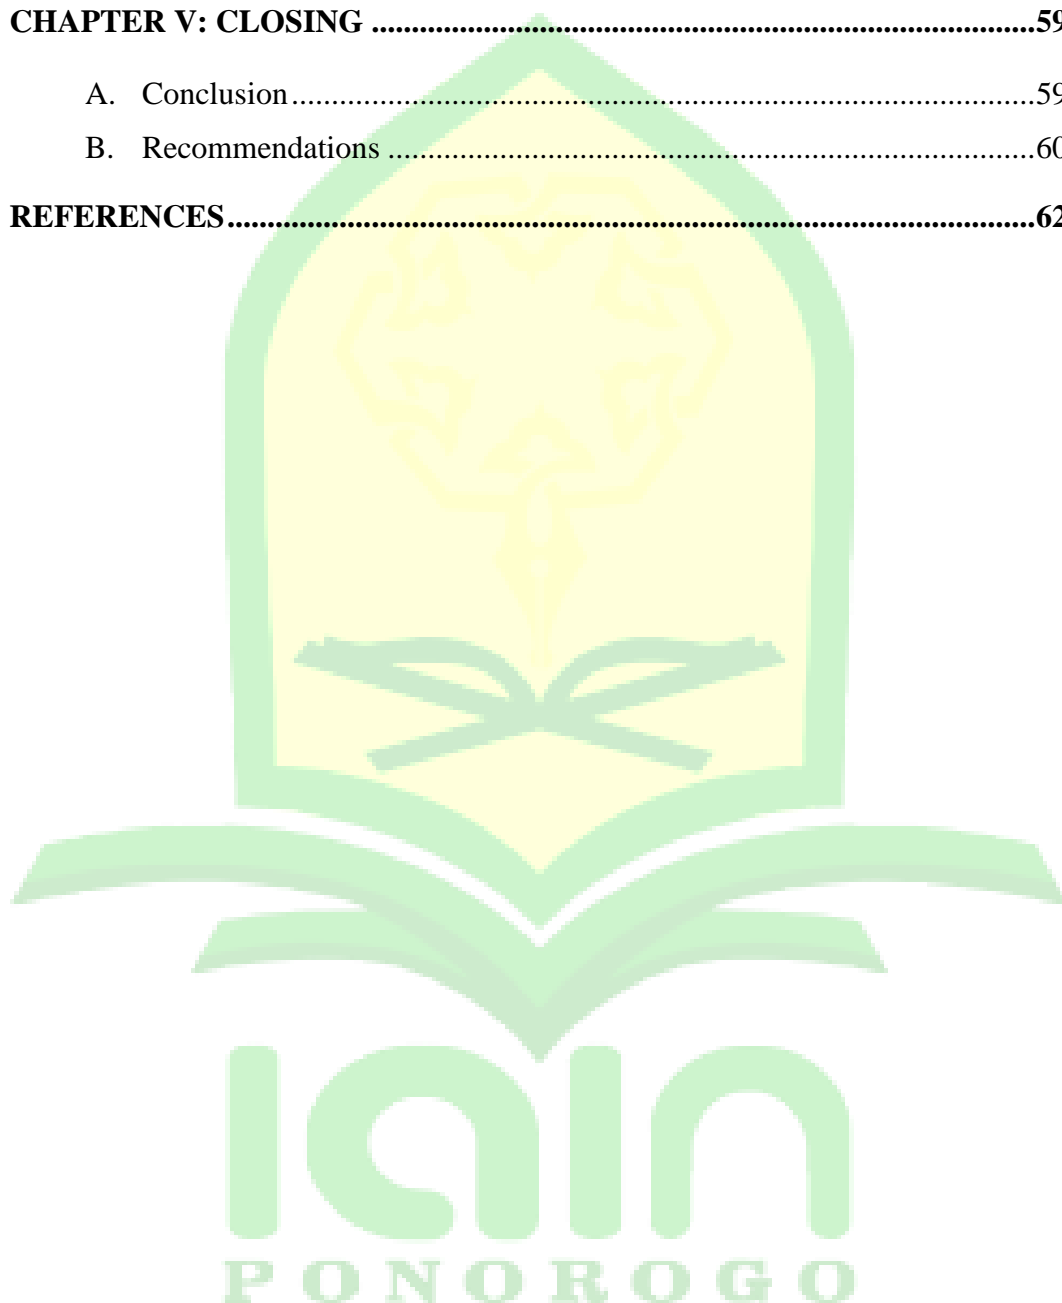 CHAPTER V: CLOSING ....................................................................................59
A. Conclusion..............................................................................................59
B. Recommendations ..................................................................................60
REFERENCES......................................................................................................62
IAIN
PONOROGO